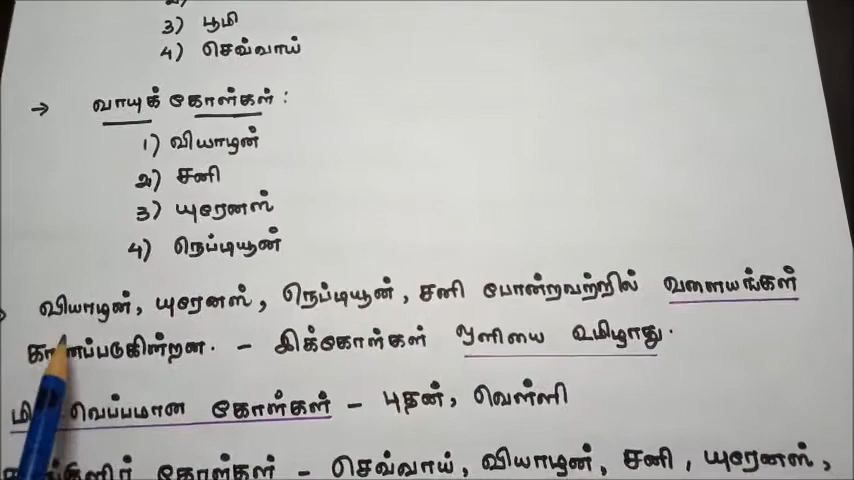 3) பூமி
4) செவ்வாய்
→ வாயுக் கோள்கள் :
1) வியாழன்
2) சனி
3) யுரேனஸ்
4) நெப்டியூன்
வியாழன், யுரேனஸ், நெப்டியூன், சனி போன்றவற்றில் வளையங்கள்
காணப்படுகின்றன. - இக்கோள்கள் ஒளியை உமிழாது.
வெப்பமான கோள்கள் - புதன், வெள்ளி
கோள்கள் - செவ்வாய், வியாழன், சனி, யுரேனஸ்,